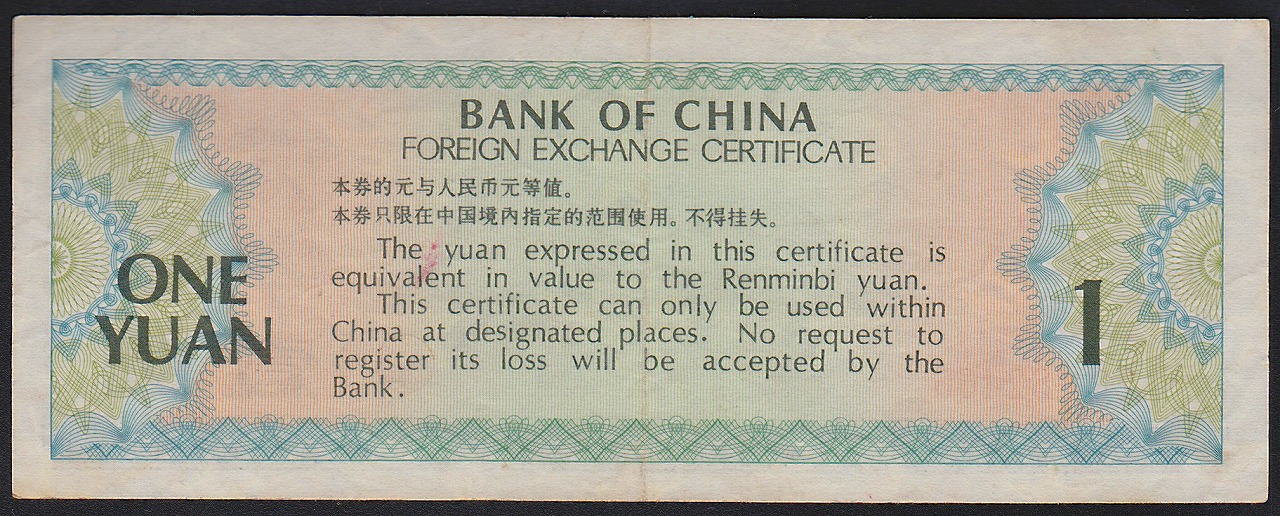 BANK OF CHINA
FOREIGN EXCHANGE CERTIFICATE
本券的元与人民币元等值。
本券只限在中国境内指定的范围使用。不得挂失。
The yuan expressed in this certificate is
equivalent in value to the Renminbi yuan.
This certificate can only be used within
China at designated places. No request to
register its loss will be accepted by the
Bank.
ONE
YUAN
1